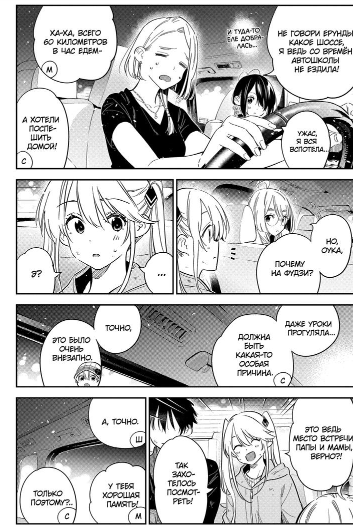 НЕ ГОВОРИ ЕРУНДЫ,
КАКОЕ ШОССЕ,
Я ВЕДЬ СО ВРЕМЁН
АВТОШКОЛЫ
НЕ ЕЗДИЛА!
И ТУДА-ТО
ЕЛЕ ДОБРА-
ЛАСЬ...
ХА-ХА, ВСЕГО
60 КИЛОМЕТРОВ
В ЧАС ЕДЕМ~
М
УЖАС,
Я ВСЯ
ВСПОТЕЛА...
А ХОТЕЛИ
ПОСПЕ-
ШИТЬ
ДОМОЙ!
С
НО,
ОУКА,
ПОЧЕМУ
НА ФУДЗИ?
...
Э?
ДАЖЕ УРОКИ
ПРОГУЛЯЛА...
ДОЛЖНА
БЫТЬ
КАКАЯ-ТО
ОСОБАЯ
ПРИЧИНА.
С
ТОЧНО,
ЭТО БЫЛО
ОЧЕНЬ
ВНЕЗАПНО.
ЭТО ВЕДЬ
МЕСТО ВСТРЕЧИ
ПАПЫ И МАМЫ,
ВЕРНО?!
ТАК
ЗАХО-
ТЕЛОСЬ
ПОСМОТ-
РЕТЬ!
А, ТОЧНО.
Ш
У ТЕБЯ
ХОРОШАЯ
ПАМЯТЬ!
М
ТОЛЬКО
ПОЭТОМУ?..
С